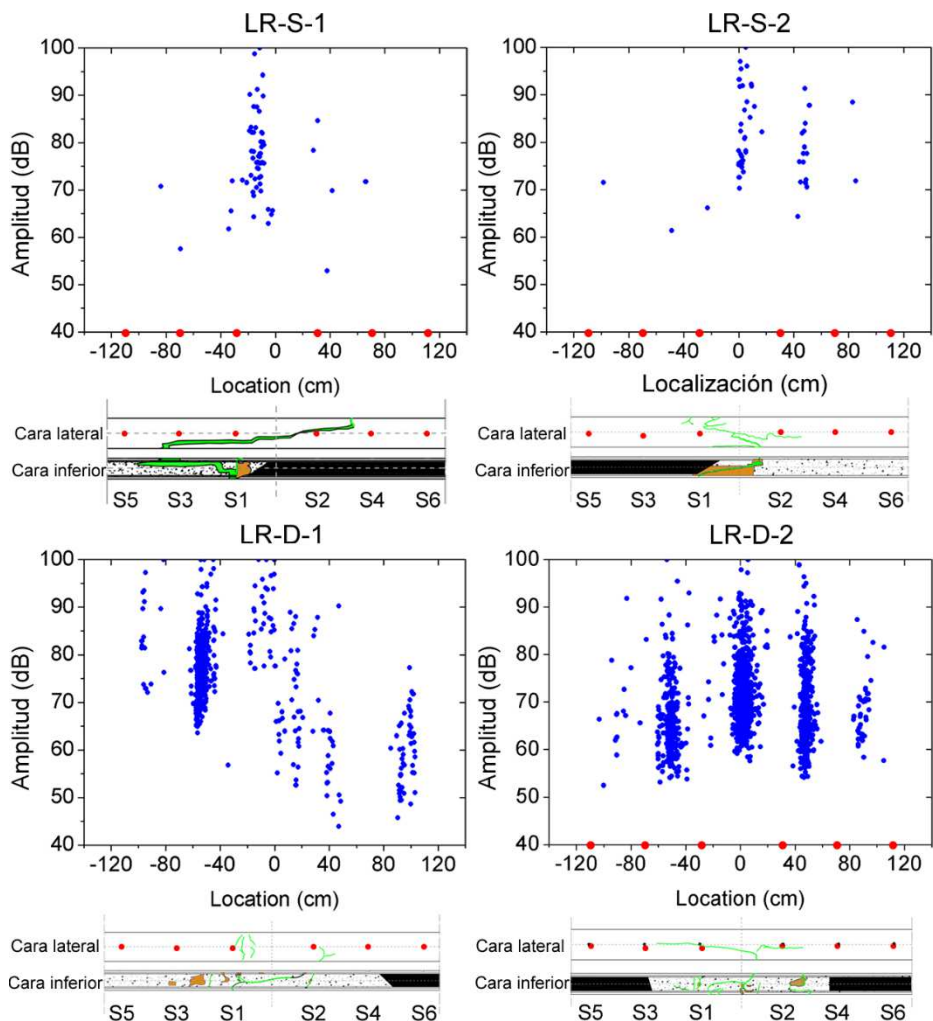 LR-S-1
LR-S-2
Amplitud (dB)
100
90
80
70
60
50
40
-120 -80 -40 0 40 80 120
Location (cm)
Amplitud (dB)
100
90
80
70
60
50
40
-120 -80 -40 0 40 80 120
Localización (cm)
Cara lateral
Cara inferior
S5 S3 S1 S2 S4 S6
Cara lateral
Cara inferior
S5 S3 S1 S2 S4 S6
LR-D-1
LR-D-2
Amplitud (dB)
100
90
80
70
60
50
40
-120 -80 -40 0 40 80 120
Location (cm)
Amplitud (dB)
100
90
80
70
60
50
40
-120 -80 -40 0 40 80 120
Location (cm)
Cara lateral
Cara inferior
S5 S3 S1 S2 S4 S6
Cara lateral
Cara inferior
S5 S3 S1 S2 S4 S6